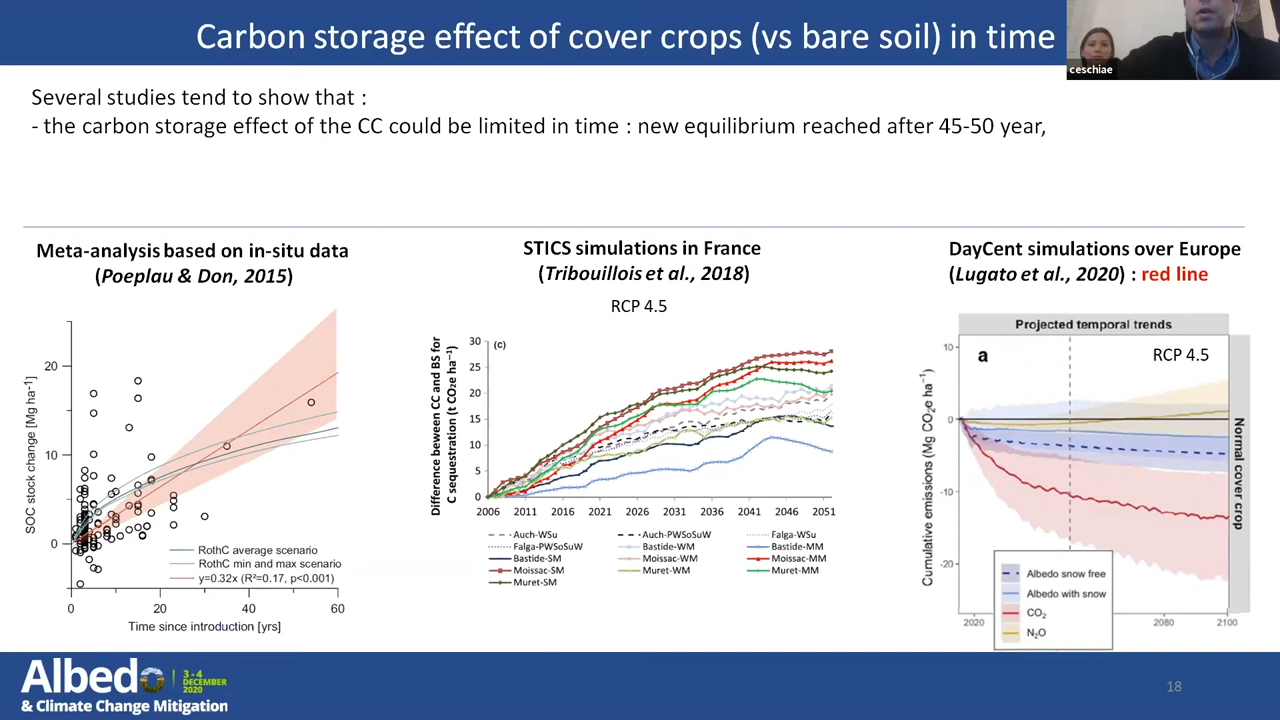 Carbon storage effect of cover crops (vs bare soil) in time
ceschiae
Several studies tend to show that :
- the carbon storage effect of the CC could be limited in time : new equilibrium reached after 45-50 year,
Meta-analysis based on in-situ data
(Poeplau & Don, 2015)
SOC stock change [Mg ha⁻¹]
20
10
0
RothC average scenario
RothC min and max scenario
y=0.32x (R²=0.17, p<0.001)
0 20 40 60
Time since introduction [yrs]
STICS simulations in France
(Tribouillois et al., 2018)
RCP 4.5
Difference beween CC and BS for
C sequestration (t CO₂e ha⁻¹)
(c)
30
25
20
15
10
5
0
2006 2011 2016 2021 2026 2031 2036 2041 2046 2051
Auch-WSu Auch-PWSoSuW Falga-WSu
Falga-PWSoSuW Bastide-WM Bastide-MM
Bastide-SM Moissac-WM Moissac-MM
Moissac-SM Muret-WM Muret-MM
Muret-SM
DayCent simulations over Europe
(Lugato et al., 2020) : red line
Projected temporal trends
a
RCP 4.5
Cumulative emissions (Mg CO₂e ha⁻¹)
10
0
-10
-20
Normal cover crop
Albedo snow free
Albedo with snow
CO₂
N₂O
2020 2080 2100
Albedo
3-4
DECEMBER
2020
& Climate Change Mitigation
18